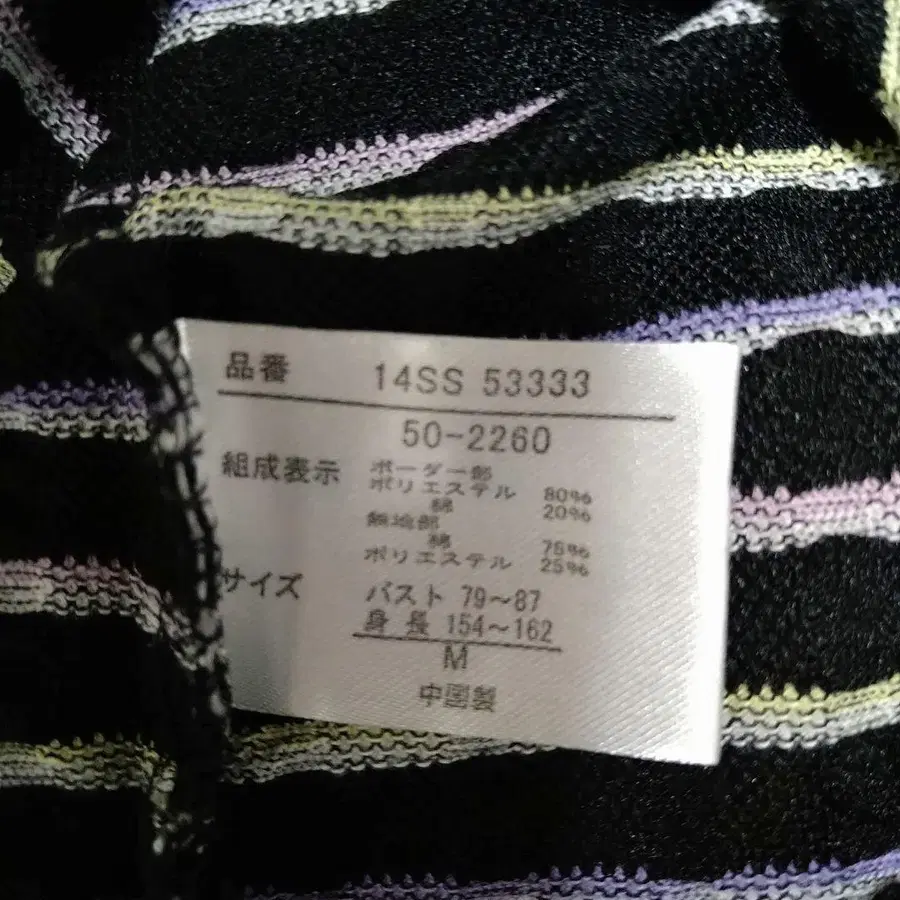 品番 14SS 53333
50-2260
組成表示 ボーダー部
ポリエステル 80%
綿 20%
無地部
綿 75%
ポリエステル 25%
サイズ バスト 79〜87
身長 154〜162
M
中国製